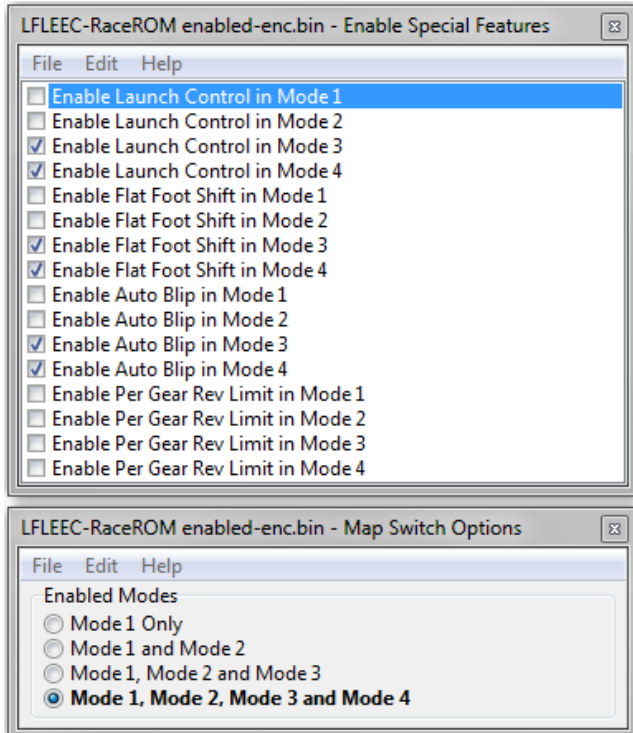 LFLEEC-RaceROM enabled-enc.bin - Enable Special Features
File Edit Help
Enable Launch Control in Mode 1
Enable Launch Control in Mode 2
Enable Launch Control in Mode 3
Enable Launch Control in Mode 4
Enable Flat Foot Shift in Mode 1
Enable Flat Foot Shift in Mode 2
Enable Flat Foot Shift in Mode 3
Enable Flat Foot Shift in Mode 4
Enable Auto Blip in Mode 1
Enable Auto Blip in Mode 2
Enable Auto Blip in Mode 3
Enable Auto Blip in Mode 4
Enable Per Gear Rev Limit in Mode 1
Enable Per Gear Rev Limit in Mode 2
Enable Per Gear Rev Limit in Mode 3
Enable Per Gear Rev Limit in Mode 4
LFLEEC-RaceROM enabled-enc.bin - Map Switch Options
File Edit Help
Enabled Modes
Mode 1 Only
Mode 1 and Mode 2
Mode 1, Mode 2 and Mode 3
Mode 1, Mode 2, Mode 3 and Mode 4